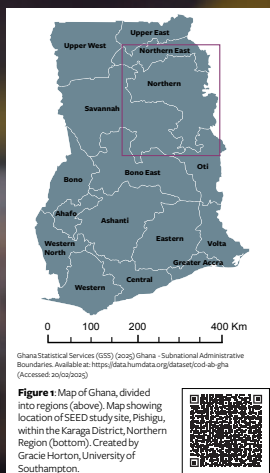 Upper East
Upper West
Northern East
Northern
Savannah
Oti
Bono East
Bono
Ahafo
Ashanti
Western
North
Eastern
Volta
Greater Accra
Central
Western
0 100 200 400 Km
Ghana Statistical Services (GSS) (2025) Ghana - Subnational Administrative
Boundaries. Available at: https://data.humdata.org/dataset/cod-ab-gha
(Accessed: 20/02/2025)
Figure 1: Map of Ghana, divided
into regions (above). Map showing
location of SEED study site, Pishigu,
within the Karaga District, Northern
Region (bottom). Created by
Gracie Horton, University of
Southampton.